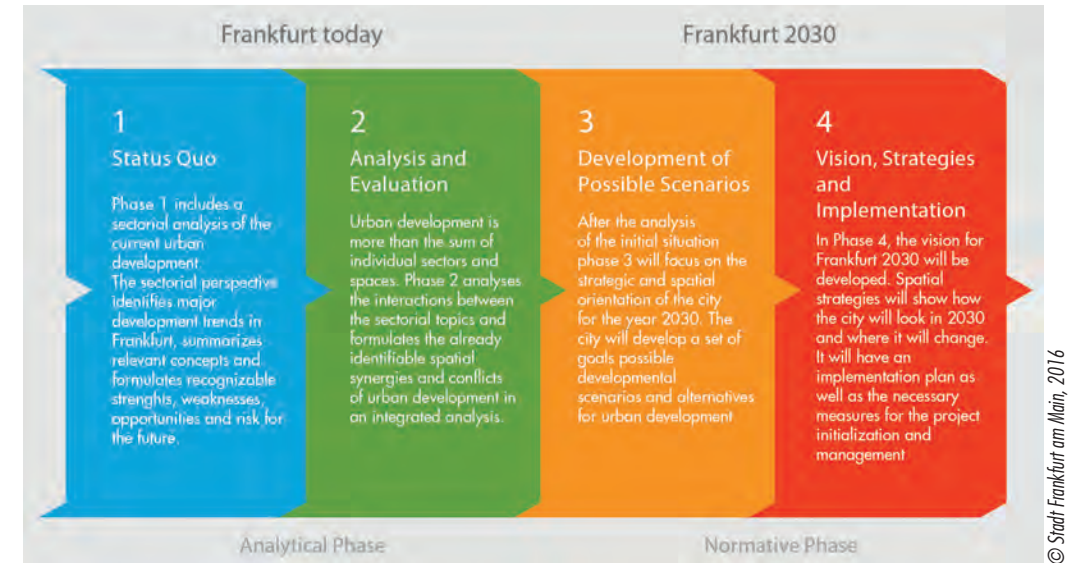 Frankfurt today
Frankfurt 2030
1
Status Quo
Phase 1 includes a
sectorial analysis of the
current urban
development
The sectorial perspective
identifies major
development trends in
Frankfurt, summarizes
relevant concepts and
formulates recognizable
strenghts, weaknesses,
opportunities and risk for
the future.
2
Analysis and
Evaluation
Urban development is
more than the sum of
individual sectors and
spaces. Phase 2 analyses
the interactions between
the sectorial topics and
formulates the already
identifiable spatial
synergies and conflicts
of urban development in
an integrated analysis.
3
Development of
Possible Scenarios
After the analysis
of the initial situation
phase 3 will focus on the
strategic and spatial
orientation of the city
for the year 2030. The
city will develop a set of
goals possible
developmental
scenarios and alternatives
for urban development
4
Vision, Strategies
and
Implementation
In Phase 4, the vision for
Frankfurt 2030 will be
developed. Spatial
strategies will show how
the city will look in 2030
and where it will change.
It will have an
implementation plan as
well as the necessary
measures for the project
initialization and
management
Analytical Phase
Normative Phase
© Stadt Frankfurt am Main, 2016